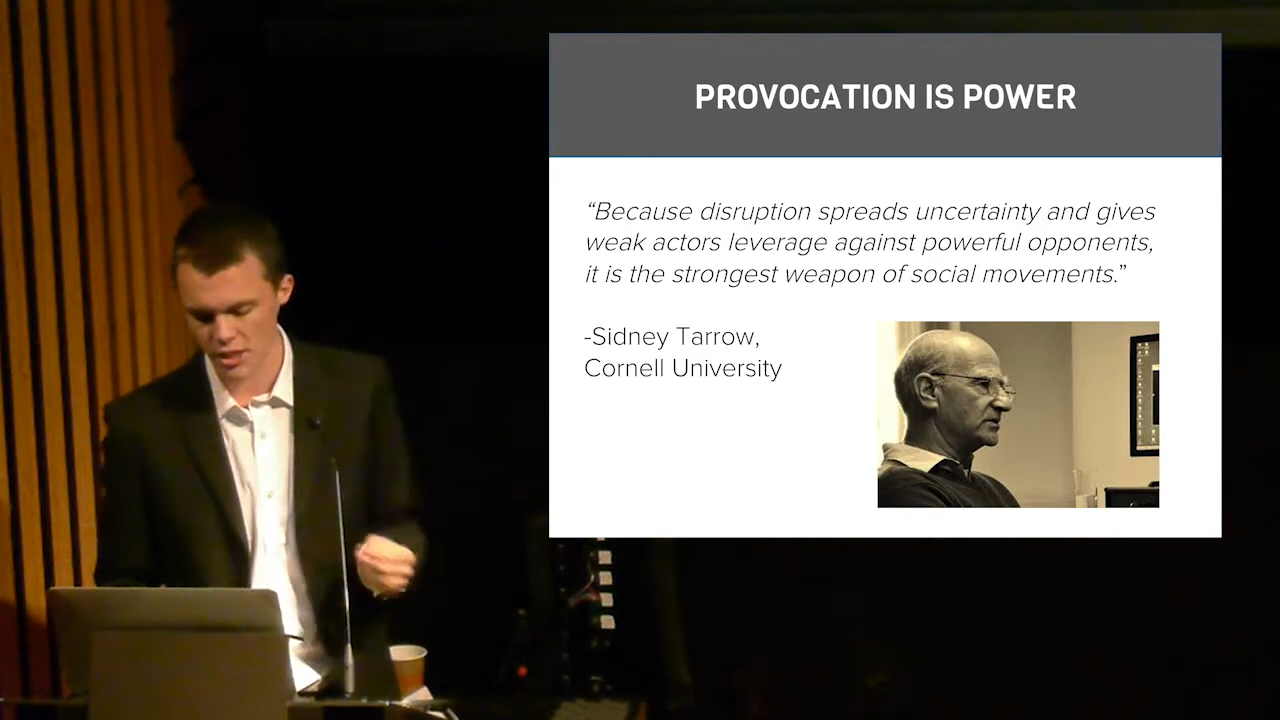 PROVOCATION IS POWER
“Because disruption spreads uncertainty and gives
weak actors leverage against powerful opponents,
it is the strongest weapon of social movements.”
-Sidney Tarrow,
Cornell University